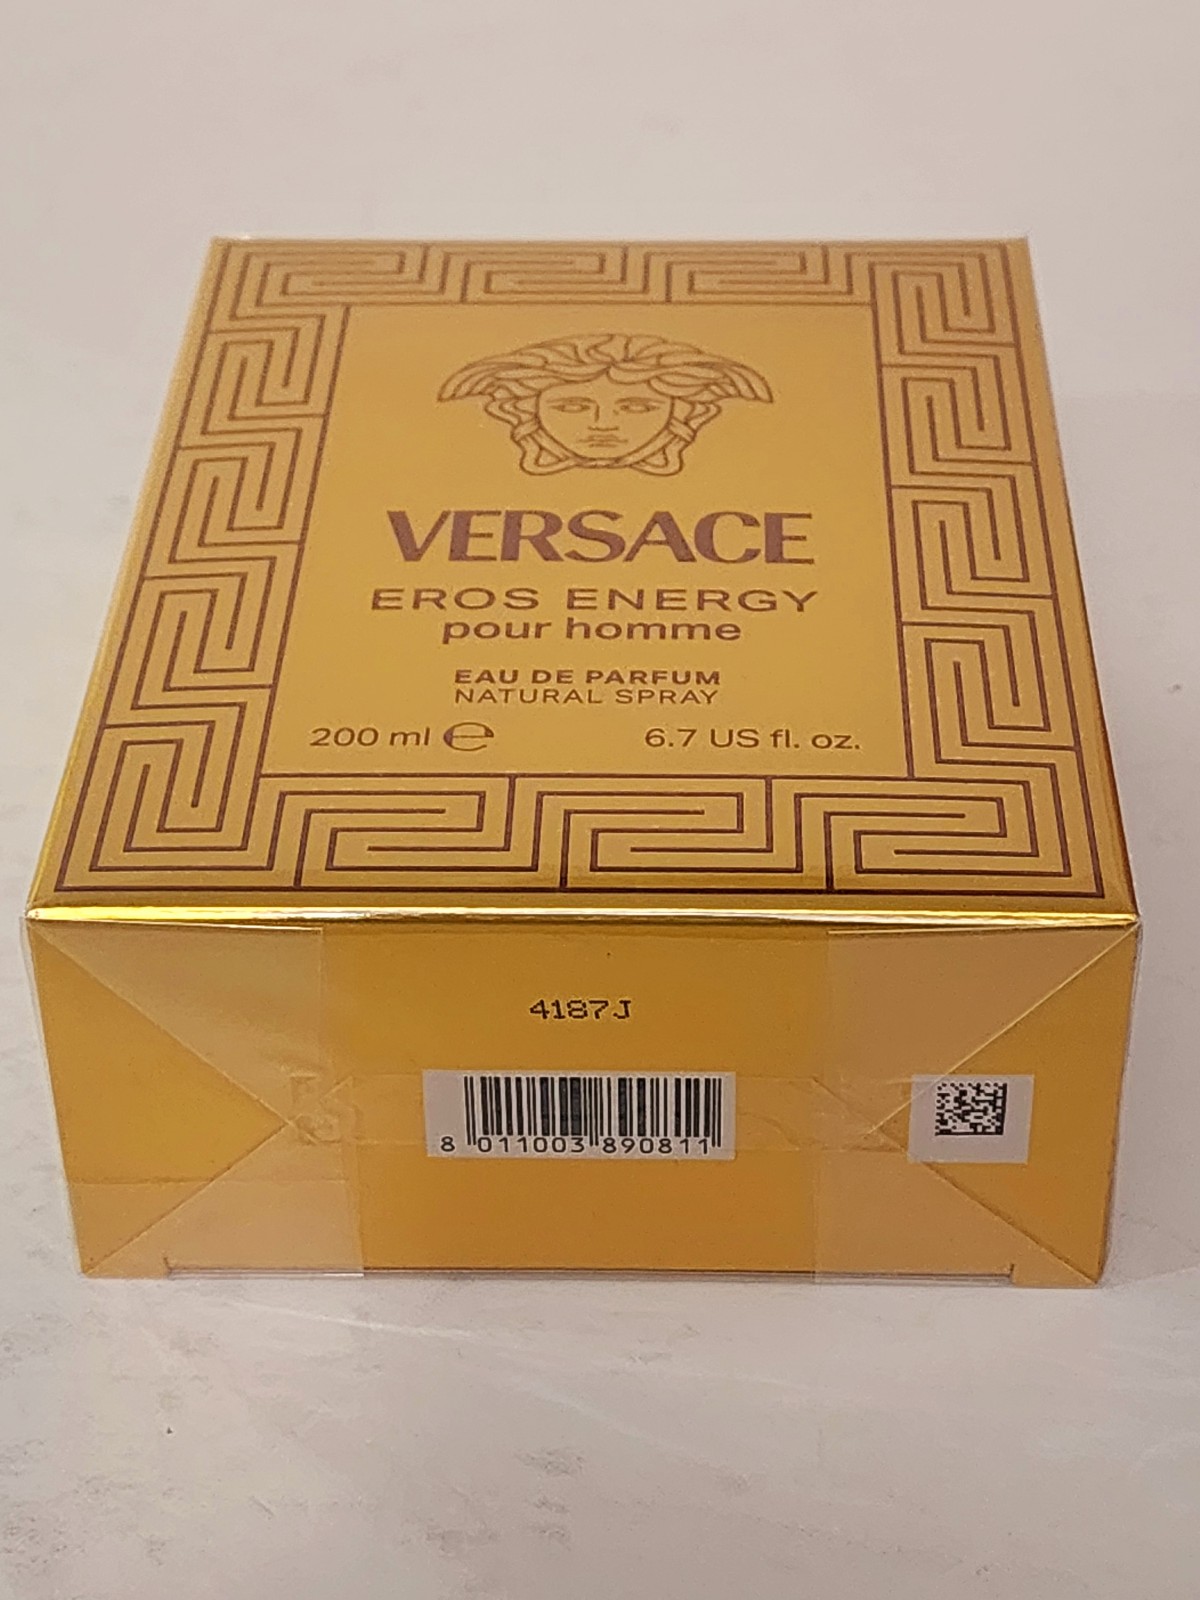 VERSACE
EROS ENERGY
pour homme
EAU DE PARFUM
NATURAL SPRAY
200 ml ℮ 6.7 US fl. oz.
4187J
8 011003 890811